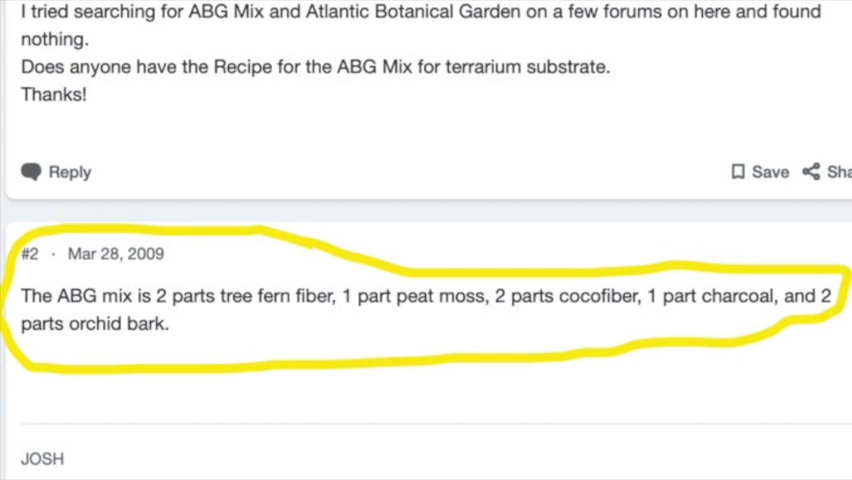 I tried searching for ABG Mix and Atlantic Botanical Garden on a few forums on here and found
nothing.
Does anyone have the Recipe for the ABG Mix for terrarium substrate.
Thanks!
Reply
Save
Sha
#2 · Mar 28, 2009
The ABG mix is 2 parts tree fern fiber, 1 part peat moss, 2 parts cocofiber, 1 part charcoal, and 2
parts orchid bark.
JOSH